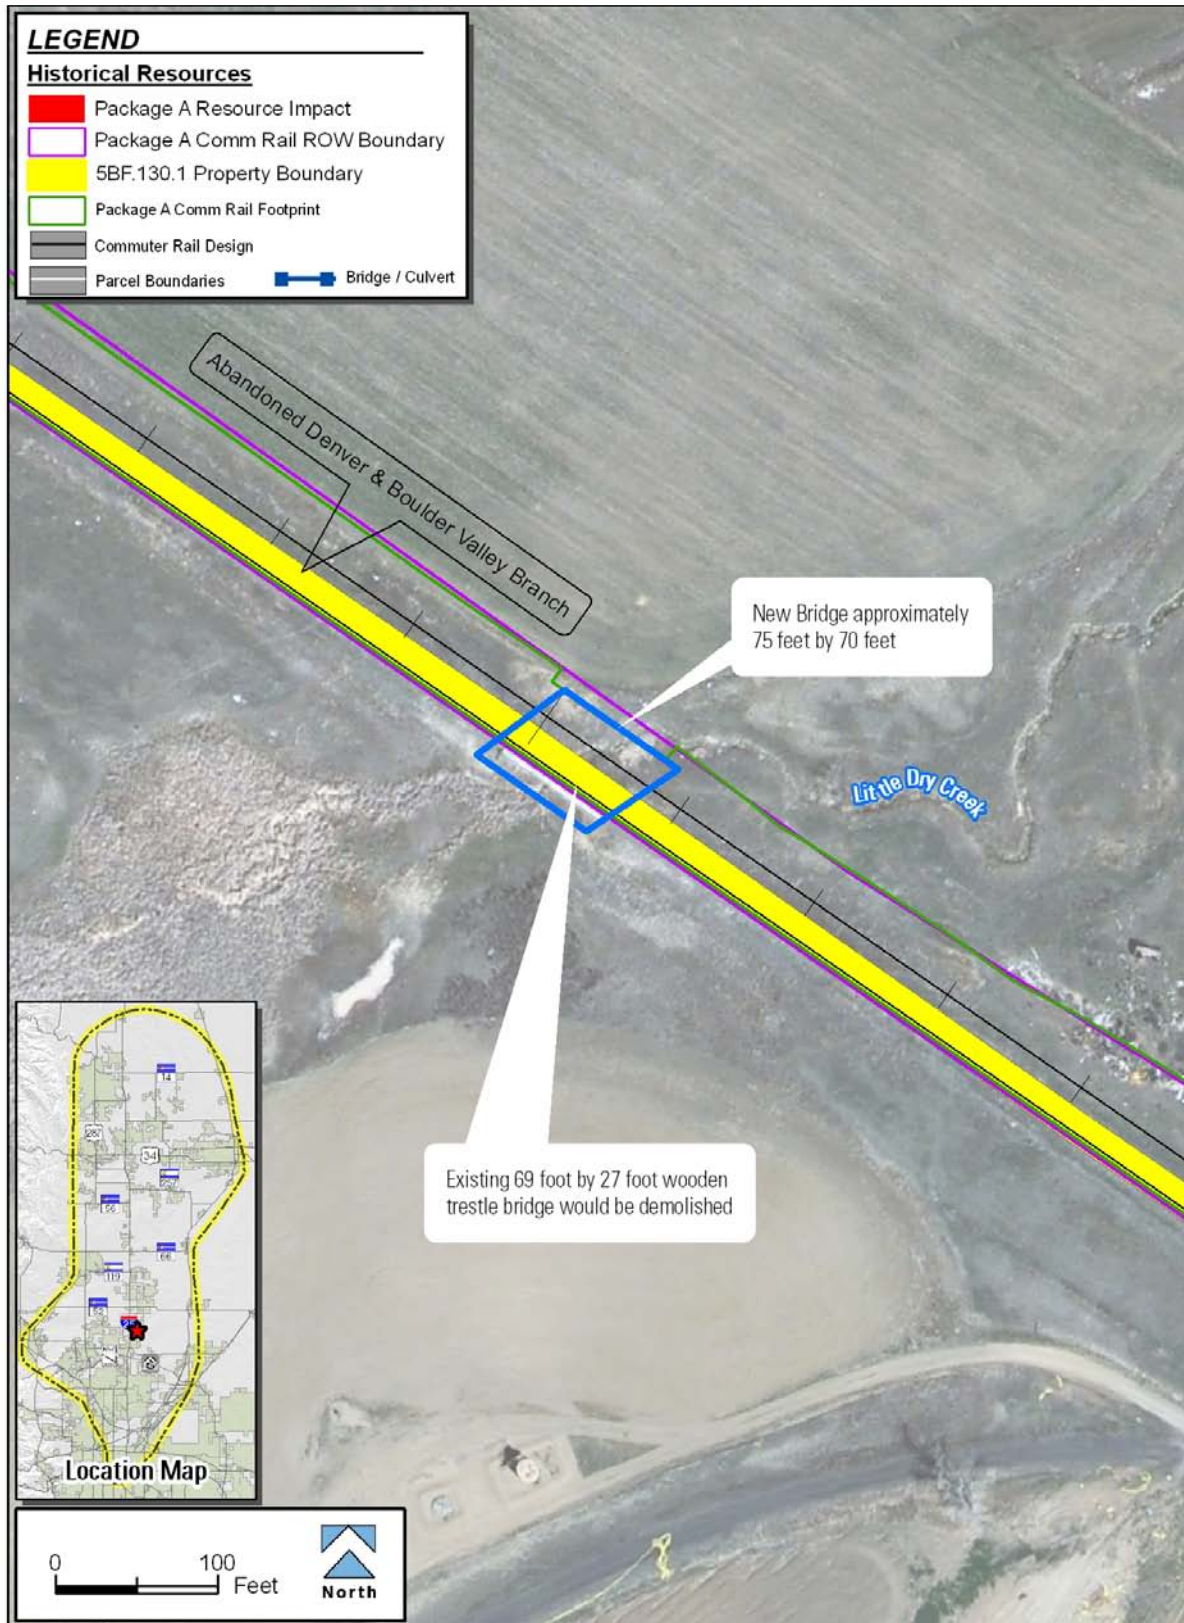 LEGEND
Historical Resources
Package A Resource Impact
Package A Comm Rail ROW Boundary
5BF.130.1 Property Boundary
Package A Comm Rail Footprint
Commuter Rail Design
Parcel Boundaries
Bridge / Culvert
Abandoned Denver & Boulder Valley Branch
New Bridge approximately
75 feet by 70 feet
Little Dry Creek
Existing 69 foot by 27 foot wooden
trestle bridge would be demolished
14
287
34
56
66
119
52
Location Map
0 100
Feet
North